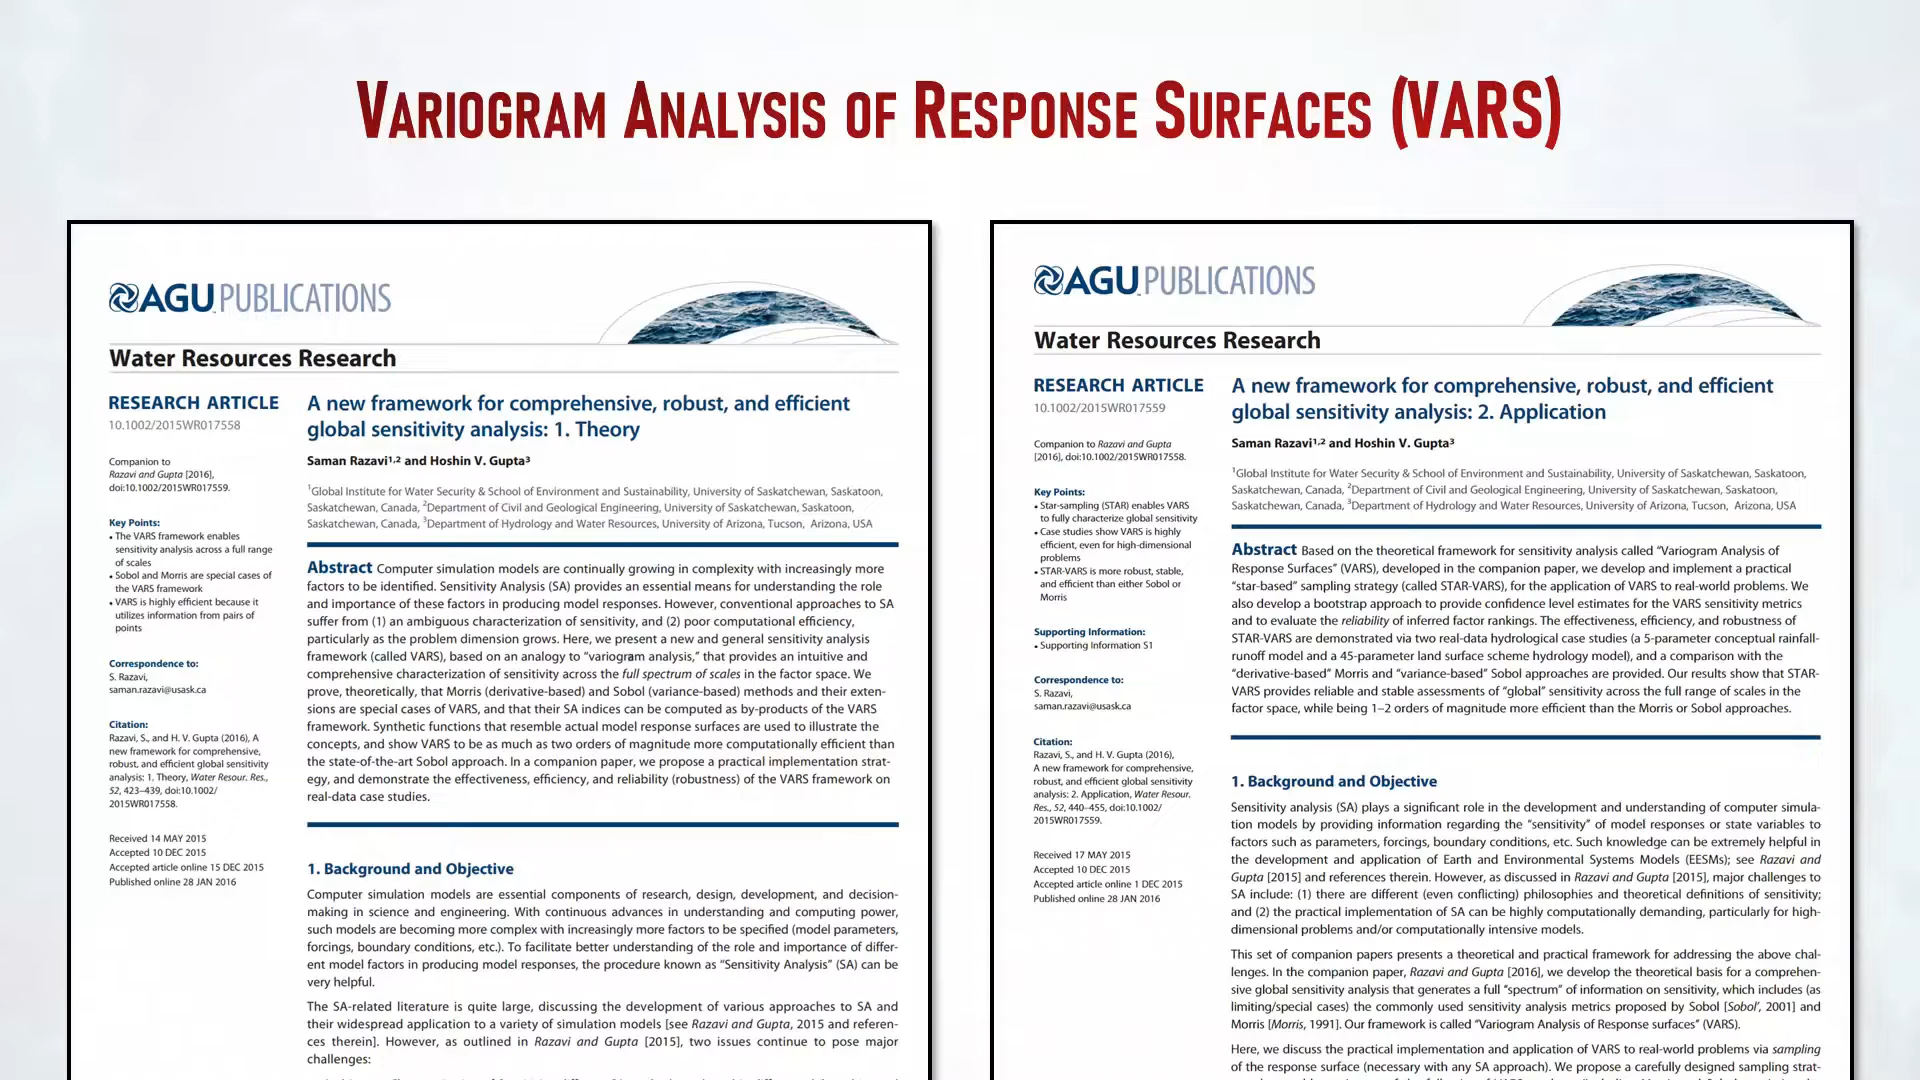 VARIOGRAM ANALYSIS OF RESPONSE SURFACES (VARS)
AGU PUBLICATIONS
Water Resources Research
RESEARCH ARTICLE
10.1002/2015WR017558
Companion to
Razavi and Gupta [2016],
doi:10.1002/2015WR017559.
Key Points:
• The VARS framework enables
sensitivity analysis across a full range
of scales
• Sobol and Morris are special cases of
the VARS framework
• VARS is highly efficient because it
utilizes information from pairs of
points
Correspondence to:
S. Razavi,
saman.razavi@usask.ca
Citation:
Razavi, S., and H. V. Gupta (2016), A
new framework for comprehensive,
robust, and efficient global sensitivity
analysis: 1. Theory, Water Resour. Res.,
52, 423–439, doi:10.1002/
2015WR017558.
Received 14 MAY 2015
Accepted 10 DEC 2015
Accepted article online 15 DEC 2015
Published online 28 JAN 2016
A new framework for comprehensive, robust, and efficient
global sensitivity analysis: 1. Theory
Saman Razavi1,2 and Hoshin V. Gupta3
1Global Institute for Water Security & School of Environment and Sustainability, University of Saskatchewan, Saskatoon,
Saskatchewan, Canada, 2Department of Civil and Geological Engineering, University of Saskatchewan, Saskatoon,
Saskatchewan, Canada, 3Department of Hydrology and Water Resources, University of Arizona, Tucson, Arizona, USA
Abstract Computer simulation models are continually growing in complexity with increasingly more
factors to be identified. Sensitivity Analysis (SA) provides an essential means for understanding the role
and importance of these factors in producing model responses. However, conventional approaches to SA
suffer from (1) an ambiguous characterization of sensitivity, and (2) poor computational efficiency,
particularly as the problem dimension grows. Here, we present a new and general sensitivity analysis
framework (called VARS), based on an analogy to “variogram analysis,” that provides an intuitive and
comprehensive characterization of sensitivity across the full spectrum of scales in the factor space. We
prove, theoretically, that Morris (derivative-based) and Sobol (variance-based) methods and their exten-
sions are special cases of VARS, and that their SA indices can be computed as by-products of the VARS
framework. Synthetic functions that resemble actual model response surfaces are used to illustrate the
concepts, and show VARS to be as much as two orders of magnitude more computationally efficient than
the state-of-the-art Sobol approach. In a companion paper, we propose a practical implementation strat-
egy, and demonstrate the effectiveness, efficiency, and reliability (robustness) of the VARS framework on
real-data case studies.
1. Background and Objective
Computer simulation models are essential components of research, design, development, and decision-
making in science and engineering. With continuous advances in understanding and computing power,
such models are becoming more complex with increasingly more factors to be specified (model parameters,
forcings, boundary conditions, etc.). To facilitate better understanding of the role and importance of differ-
ent model factors in producing model responses, the procedure known as “Sensitivity Analysis” (SA) can be
very helpful.
The SA-related literature is quite large, discussing the development of various approaches to SA and
their widespread application to a variety of simulation models [see Razavi and Gupta, 2015 and referen-
ces therein]. However, as outlined in Razavi and Gupta [2015], two issues continue to pose major
challenges:
AGU PUBLICATIONS
Water Resources Research
RESEARCH ARTICLE
10.1002/2015WR017559
Companion to Razavi and Gupta
[2016], doi:10.1002/2015WR017558.
Key Points:
• Star-sampling (STAR) enables VARS
to fully characterize global sensitivity
• Case studies show VARS is highly
efficient, even for high-dimensional
problems
• STAR-VARS is more robust, stable,
and efficient than either Sobol or
Morris
Supporting Information:
• Supporting Information S1
Correspondence to:
S. Razavi,
saman.razavi@usask.ca
Citation:
Razavi, S., and H. V. Gupta (2016),
A new framework for comprehensive,
robust, and efficient global sensitivity
analysis: 2. Application, Water Resour.
Res., 52, 440–455, doi:10.1002/
2015WR017559.
Received 17 MAY 2015
Accepted 10 DEC 2015
Accepted article online 1 DEC 2015
Published online 28 JAN 2016
A new framework for comprehensive, robust, and efficient
global sensitivity analysis: 2. Application
Saman Razavi1,2 and Hoshin V. Gupta3
1Global Institute for Water Security & School of Environment and Sustainability, University of Saskatchewan, Saskatoon,
Saskatchewan, Canada, 2Department of Civil and Geological Engineering, University of Saskatchewan, Saskatoon,
Saskatchewan, Canada, 3Department of Hydrology and Water Resources, University of Arizona, Tucson, Arizona, USA
Abstract Based on the theoretical framework for sensitivity analysis called “Variogram Analysis of
Response Surfaces” (VARS), developed in the companion paper, we develop and implement a practical
“star-based” sampling strategy (called STAR-VARS), for the application of VARS to real-world problems. We
also develop a bootstrap approach to provide confidence level estimates for the VARS sensitivity metrics
and to evaluate the reliability of inferred factor rankings. The effectiveness, efficiency, and robustness of
STAR-VARS are demonstrated via two real-data hydrological case studies (a 5-parameter conceptual rainfall-
runoff model and a 45-parameter land surface scheme hydrology model), and a comparison with the
“derivative-based” Morris and “variance-based” Sobol approaches are provided. Our results show that STAR-
VARS provides reliable and stable assessments of “global” sensitivity across the full range of scales in the
factor space, while being 1–2 orders of magnitude more efficient than the Morris or Sobol approaches.
1. Background and Objective
Sensitivity analysis (SA) plays a significant role in the development and understanding of computer simula-
tion models by providing information regarding the “sensitivity” of model responses or state variables to
factors such as parameters, forcings, boundary conditions, etc. Such knowledge can be extremely helpful in
the development and application of Earth and Environmental Systems Models (EESMs); see Razavi and
Gupta [2015] and references therein. However, as discussed in Razavi and Gupta [2015], major challenges to
SA include: (1) there are different (even conflicting) philosophies and theoretical definitions of sensitivity;
and (2) the practical implementation of SA can be highly computationally demanding, particularly for high-
dimensional problems and/or computationally intensive models.
This set of companion papers presents a theoretical and practical framework for addressing the above chal-
lenges. In the companion paper, Razavi and Gupta [2016], we develop the theoretical basis for a comprehen-
sive global sensitivity analysis that generates a full “spectrum” of information on sensitivity, which includes (as
limiting/special cases) the commonly used sensitivity analysis metrics proposed by Sobol [Sobol’, 2001] and
Morris [Morris, 1991]. Our framework is called “Variogram Analysis of Response surfaces” (VARS).
Here, we discuss the practical implementation and application of VARS to real-world problems via sampling
of the response surface (necessary with any SA approach). We propose a carefully designed sampling strat-